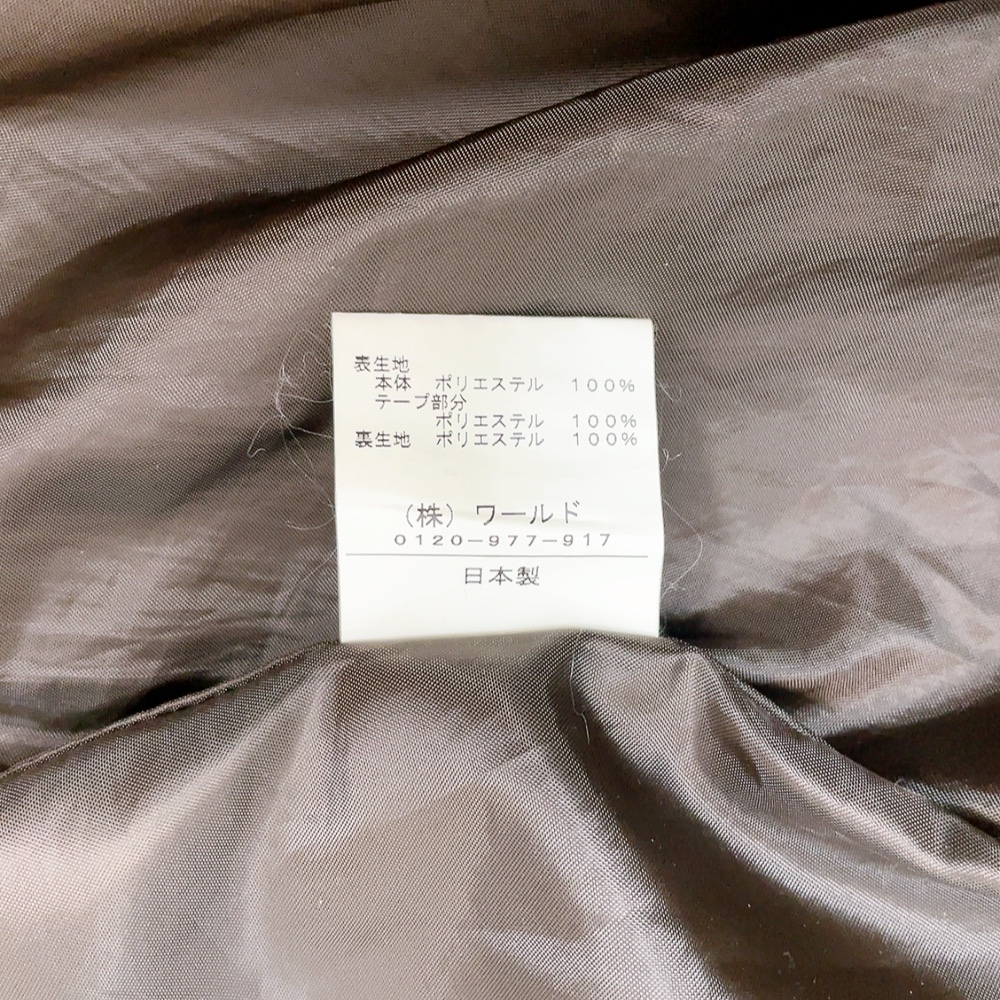 表生地
本体 ポリエステル 100%
テープ部分
ポリエステル 100%
裏生地 ポリエステル 100%
(株)ワールド
0120-977-917
日本製